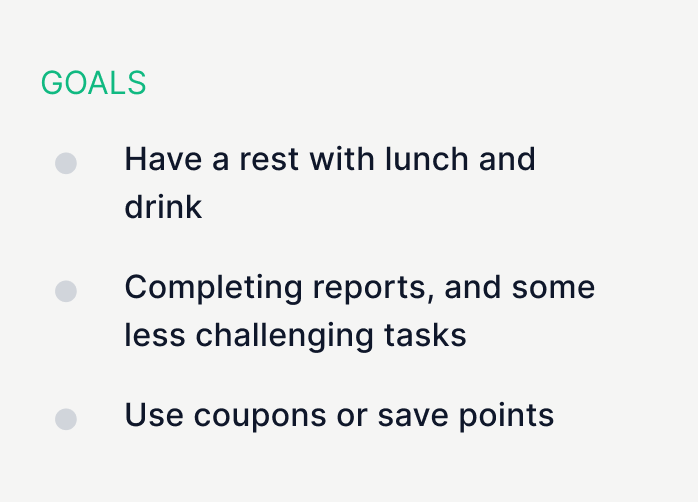 GOALS
Have a rest with lunch and
drink
Completing reports, and some
less challenging tasks
Use coupons or save points